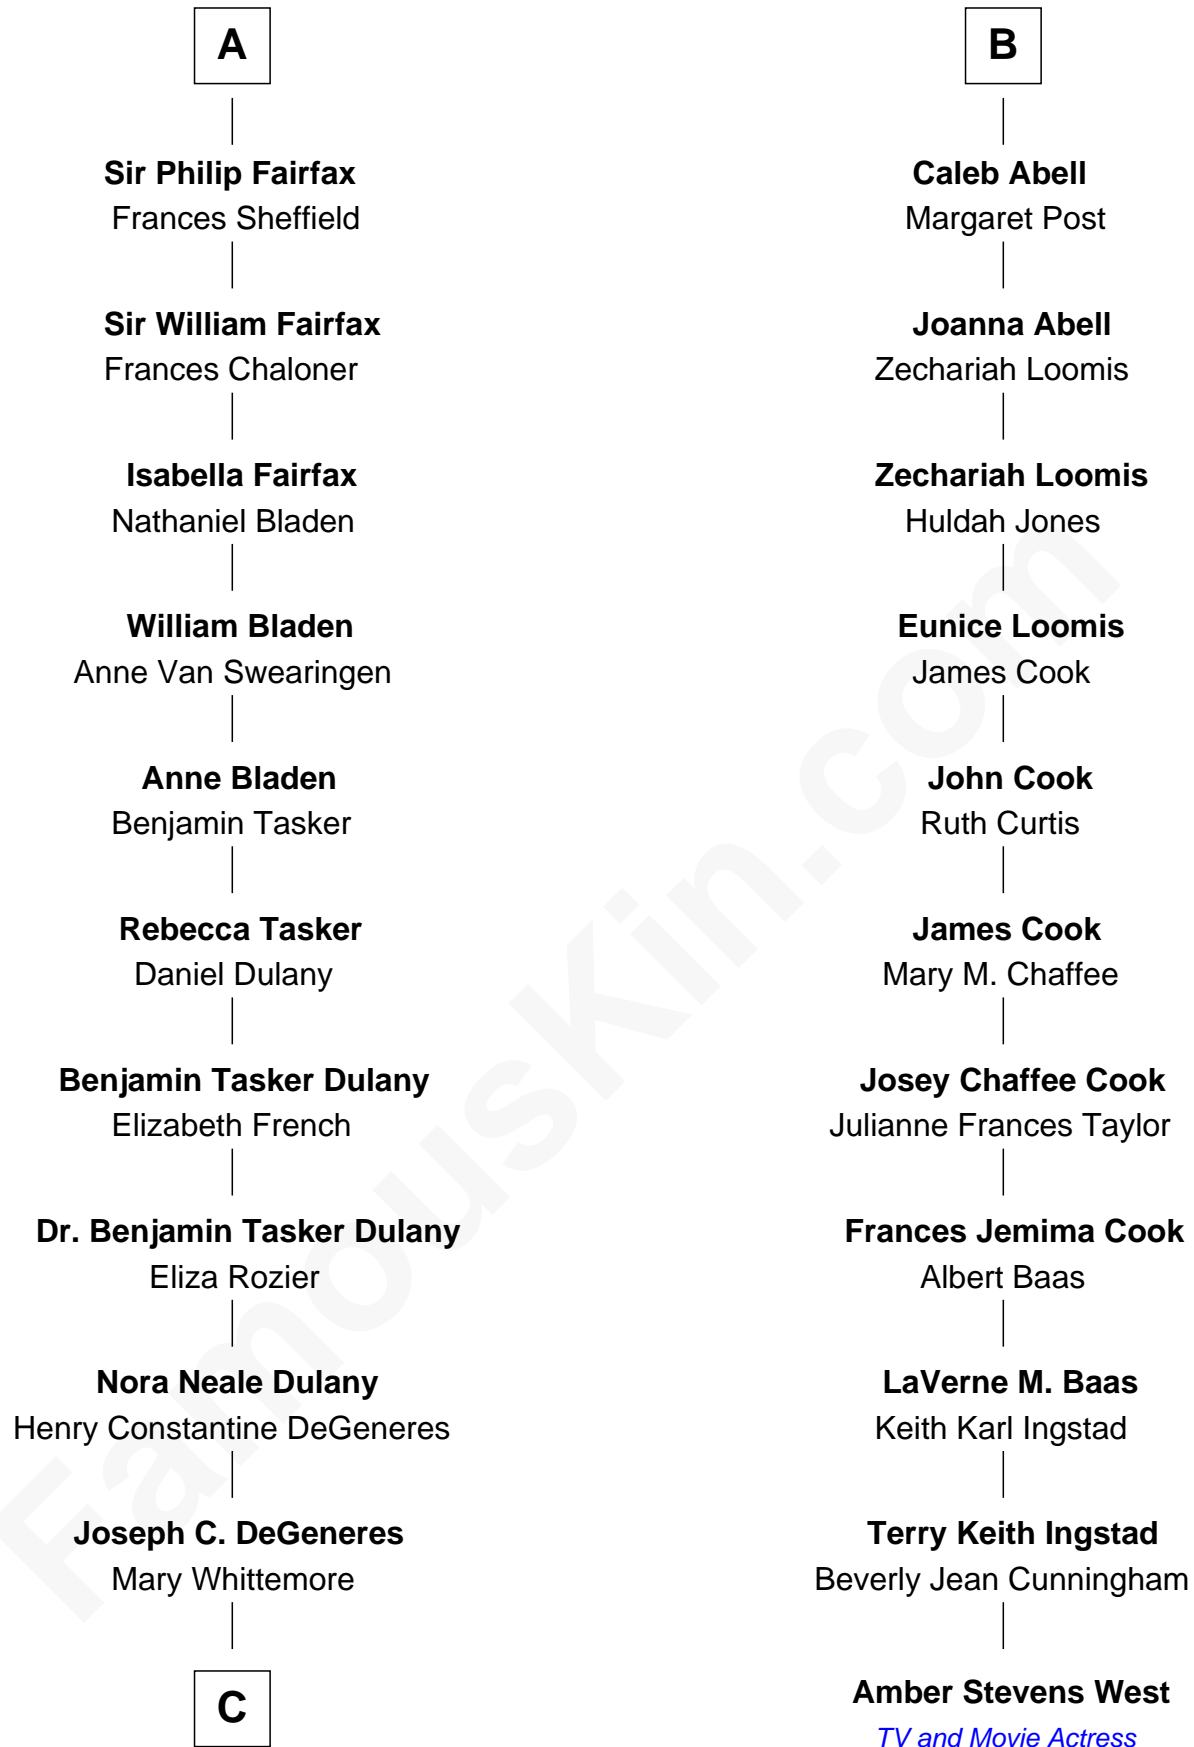 A
Sir Philip Fairfax
Frances Sheffield
Sir William Fairfax
Frances Chaloner
Isabella Fairfax
Nathaniel Bladen
William Bladen
Anne Van Swearingen
Anne Bladen
Benjamin Tasker
Rebecca Tasker
Daniel Dulany
Benjamin Tasker Dulany
Elizabeth French
Dr. Benjamin Tasker Dulany
Eliza Rozier
Nora Neale Dulany
Henry Constantine DeGeneres
Joseph C. DeGeneres
Mary Whittemore
C
B
Caleb Abell
Margaret Post
Joanna Abell
Zechariah Loomis
Zechariah Loomis
Huldah Jones
Eunice Loomis
James Cook
John Cook
Ruth Curtis
James Cook
Mary M. Chaffee
Josey Chaffee Cook
Julianne Frances Taylor
Frances Jemima Cook
Albert Baas
LaVerne M. Baas
Keith Karl Ingstad
Terry Keith Ingstad
Beverly Jean Cunningham
Amber Stevens West
TV and Movie Actress
FamousKin.com